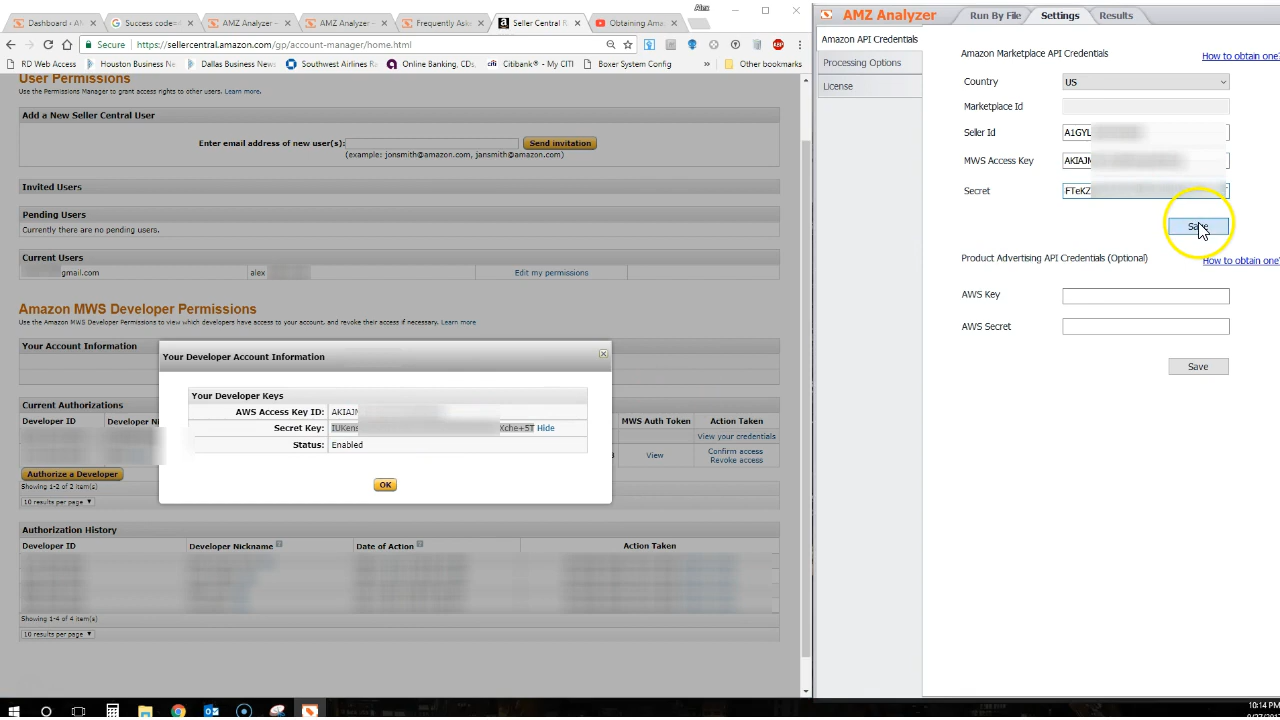 Alex
Dashboard ‹ A
Success code=
AMZ Analyzer –
AMZ Analyzer –
Frequently Aske
Seller Central R
Obtaining Amaz
Secure
https://sellercentral.amazon.com/gp/account-manager/home.html
RD Web Access
Houston Business Ne
Dallas Business News
Southwest Airlines R
Online Banking, CDs,
Citibank® - My CITI
Boxer System Config
»
Other bookmarks
User Permissions
Use the Permissions Manager to grant access rights to other users. Learn more.
Add a New Seller Central User
Enter email address of new user(s):
Send invitation
(example: jonsmith@amazon.com, jansmith@amazon.com)
Invited Users
Pending Users
Currently there are no pending users.
Current Users
gmail.com
alex
Edit my permissions
Amazon MWS Developer Permissions
Use the Amazon MWS Developer Permissions to view which developers have access to your account, and revoke their access if necessary. Learn more
Your Account Information
Your Developer Account Information
Your Developer Keys
AWS Access Key ID: AKIAJM
Secret Key: IUKens Xche+5T Hide
Status: Enabled
OK
Current Authorizations
Developer ID
Developer Ni
MWS Auth Token
Action Taken
View your credentials
View
Confirm access
Revoke access
Authorize a Developer
Showing 1-2 of 2 item(s)
10 results per page
Authorization History
Developer ID
Developer Nickname
Date of Action
Action Taken
Showing 1-4 of 4 item(s)
10 results per page
AMZ Analyzer
Run By File
Settings
Results
Amazon API Credentials
Processing Options
License
Amazon Marketplace API Credentials
How to obtain one?
Country
US
Marketplace Id
Seller Id
A1GYL
MWS Access Key
AKIAJM
Secret
FTeKZ
Save
Product Advertising API Credentials (Optional)
How to obtain one?
AWS Key
AWS Secret
Save
10:14 PM